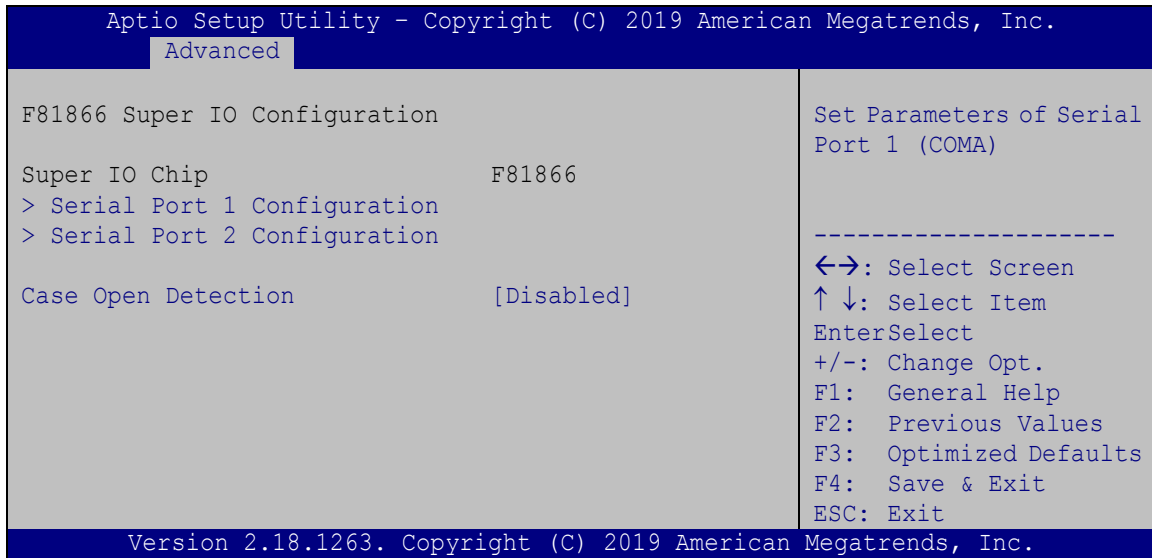 Aptio Setup Utility – Copyright (C) 2019 American Megatrends, Inc.
Advanced
F81866 Super IO Configuration
Super IO Chip F81866
> Serial Port 1 Configuration
> Serial Port 2 Configuration
Case Open Detection [Disabled]
Set Parameters of Serial
Port 1 (COMA)
---------------------
←→: Select Screen
↑ ↓: Select Item
EnterSelect
+/-: Change Opt.
F1: General Help
F2: Previous Values
F3: Optimized Defaults
F4: Save & Exit
ESC: Exit
Version 2.18.1263. Copyright (C) 2019 American Megatrends, Inc.